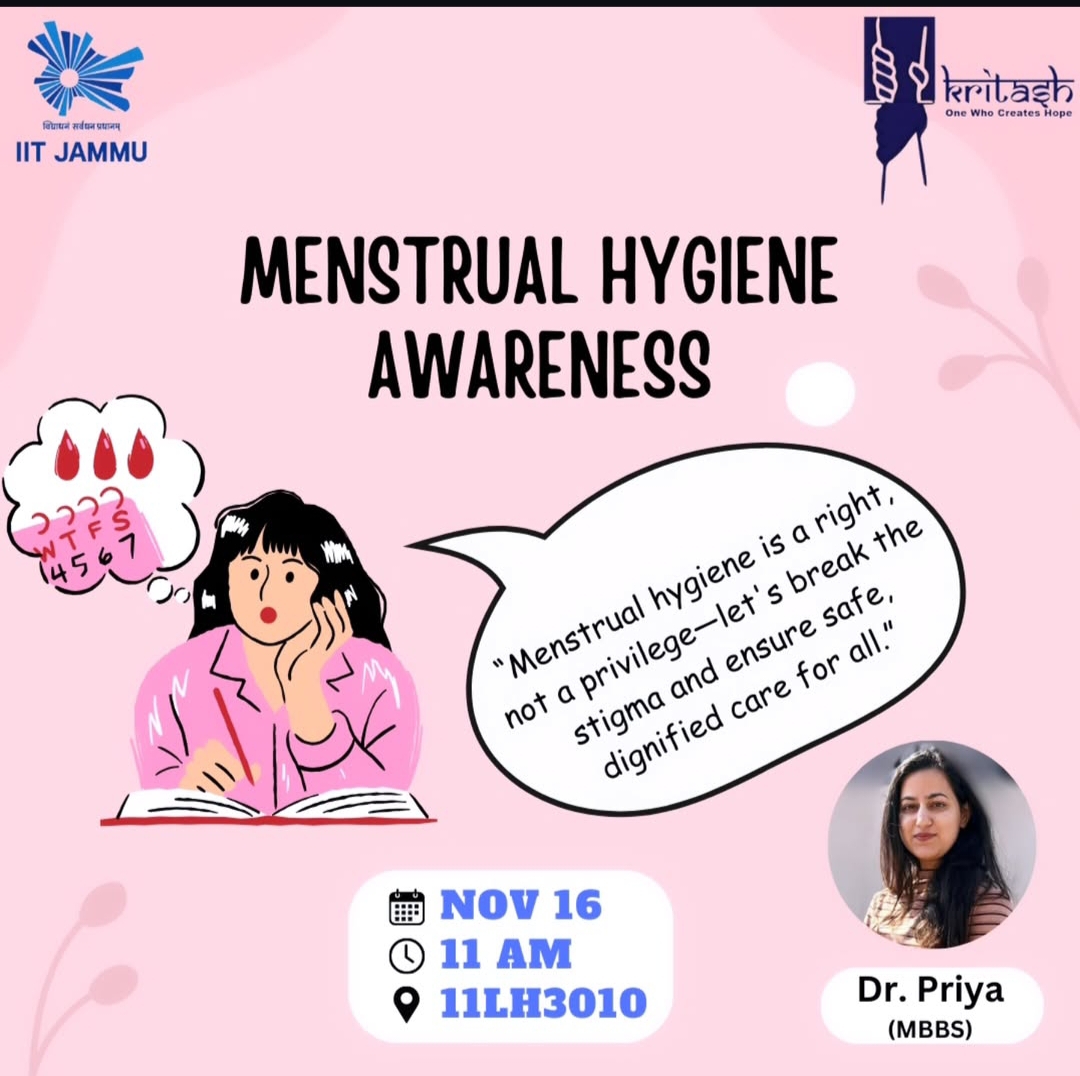 विद्याधनं सर्वधन प्रधानम्
IIT JAMMU
kritash
One Who Creates Hope
MENSTRUAL HYGIENE
AWARENESS
W T F S
4 5 6 7
"Menstrual hygiene is a right,
not a privilege—let's break the
stigma and ensure safe,
dignified care for all."
NOV 16
11 AM
11LH3010
Dr. Priya
(MBBS)